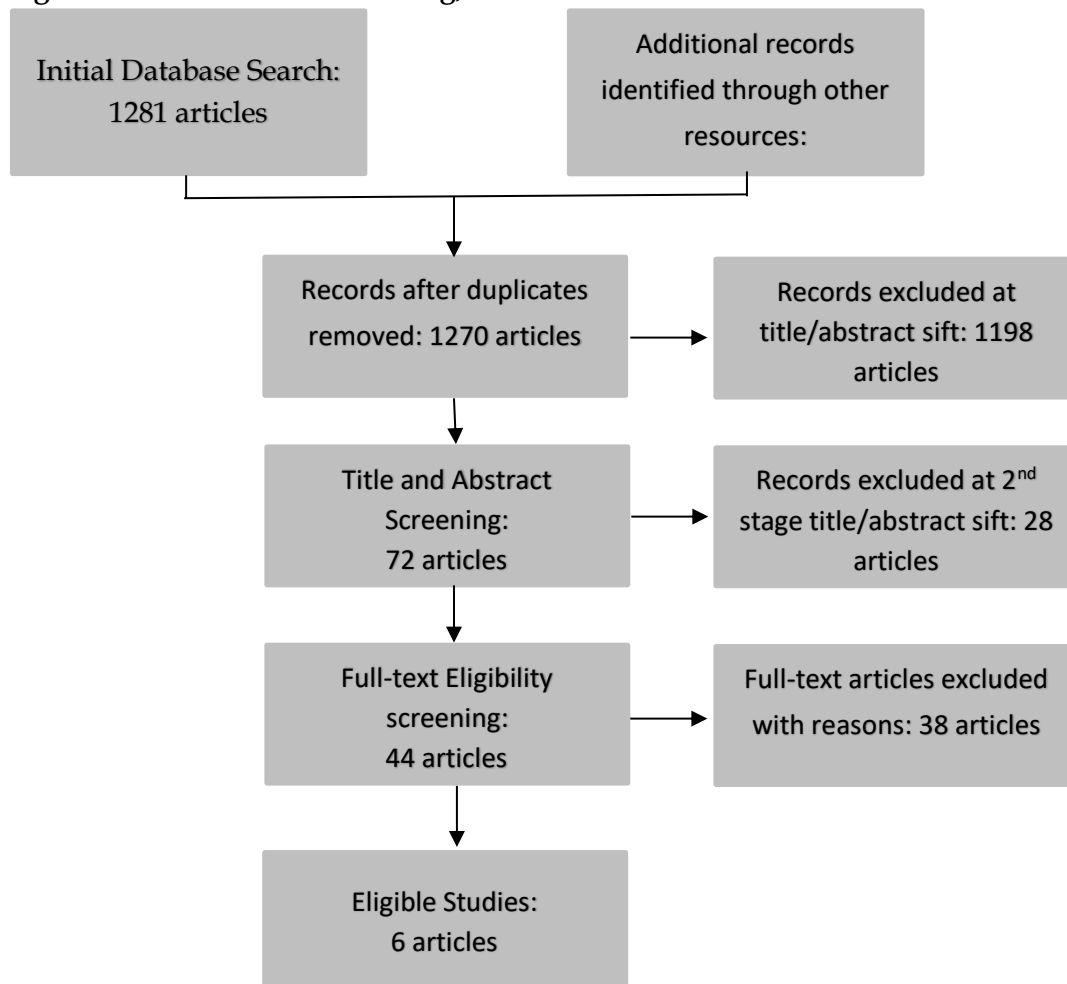 Initial Database Search:
1281 articles
Additional records
identified through other
resources:
Records after duplicates
removed: 1270 articles
Records excluded at
title/abstract sift: 1198
articles
Title and Abstract
Screening:
72 articles
Records excluded at 2nd
stage title/abstract sift: 28
articles
Full-text Eligibility
screening:
44 articles
Full-text articles excluded
with reasons: 38 articles
Eligible Studies:
6 articles